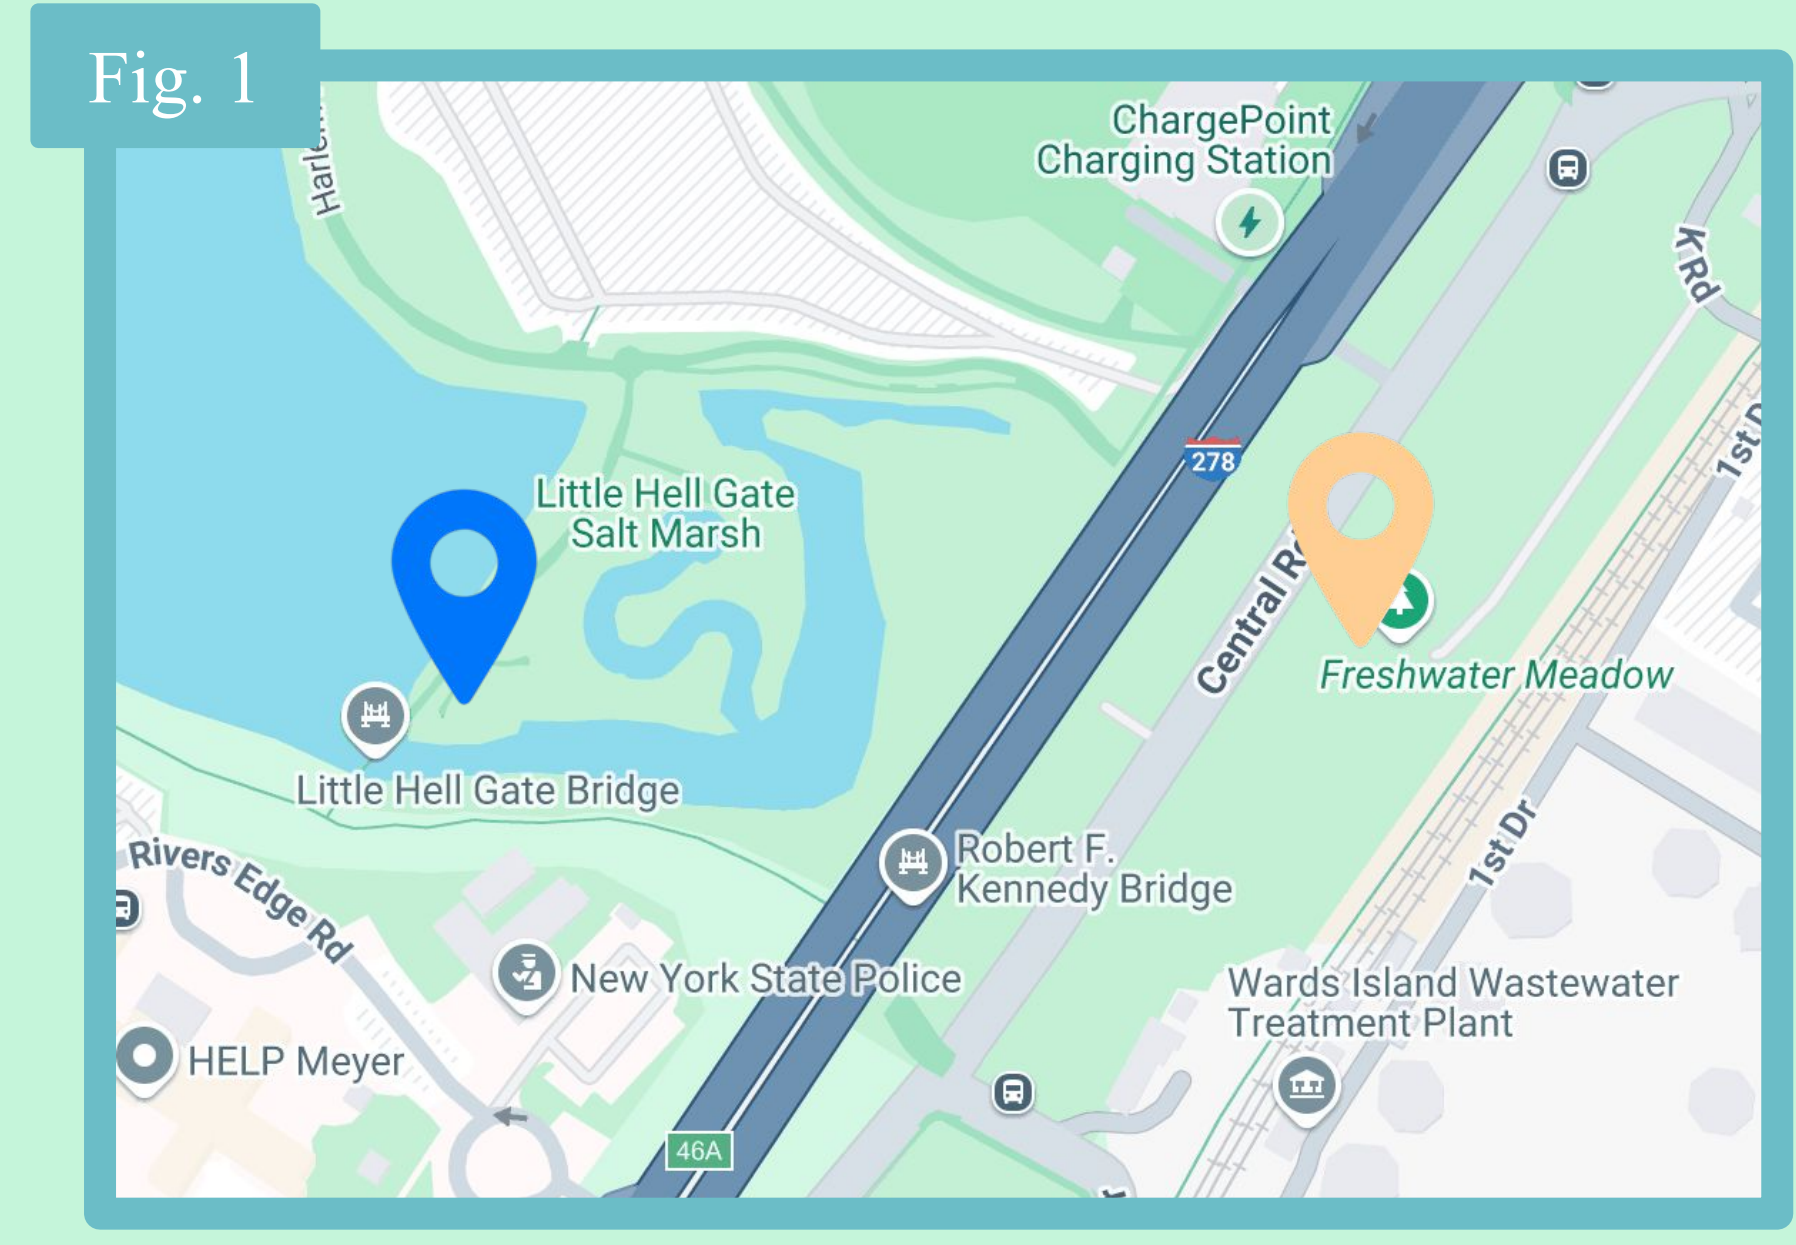 Fig. 1
ChargePoint
Charging Station
K Rd
278
Little Hell Gate
Salt Marsh
Central
Freshwater Meadow
Little Hell Gate Bridge
Robert F.
Kennedy Bridge
1st Dr
Rivers Edge Rd
New York State Police
Wards Island Wastewater
Treatment Plant
HELP Meyer
46A